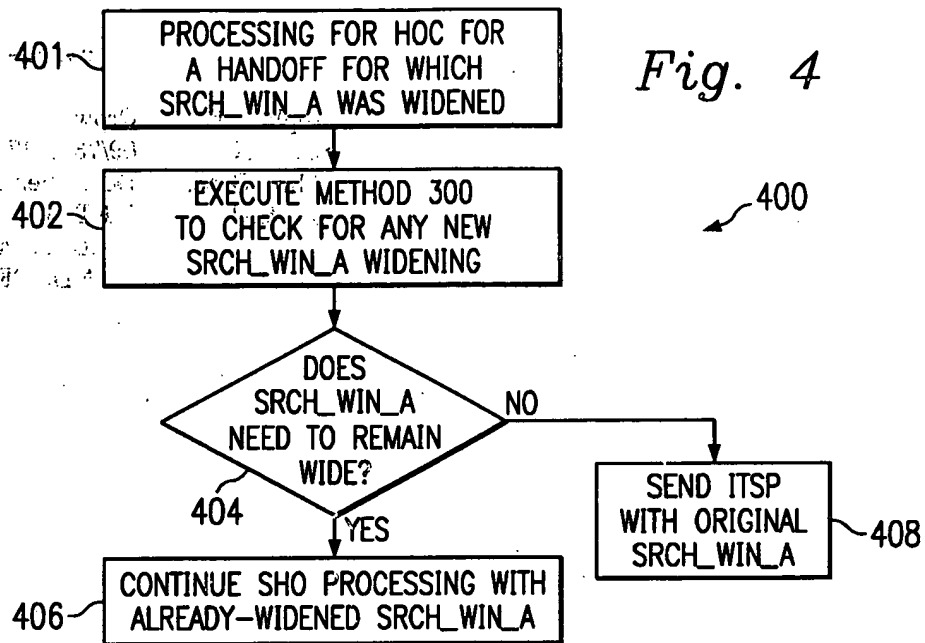 Fig. 4
401
PROCESSING FOR HOC FOR
A HANDOFF FOR WHICH
SRCH_WIN_A WAS WIDENED
400
402
EXECUTE METHOD 300
TO CHECK FOR ANY NEW
SRCH_WIN_A WIDENING
DOES
SRCH_WIN_A
NEED TO REMAIN
WIDE?
404
NO
YES
SEND ITSP
WITH ORIGINAL
SRCH_WIN_A
408
406
CONTINUE SHO PROCESSING WITH
ALREADY-WIDENED SRCH_WIN_A